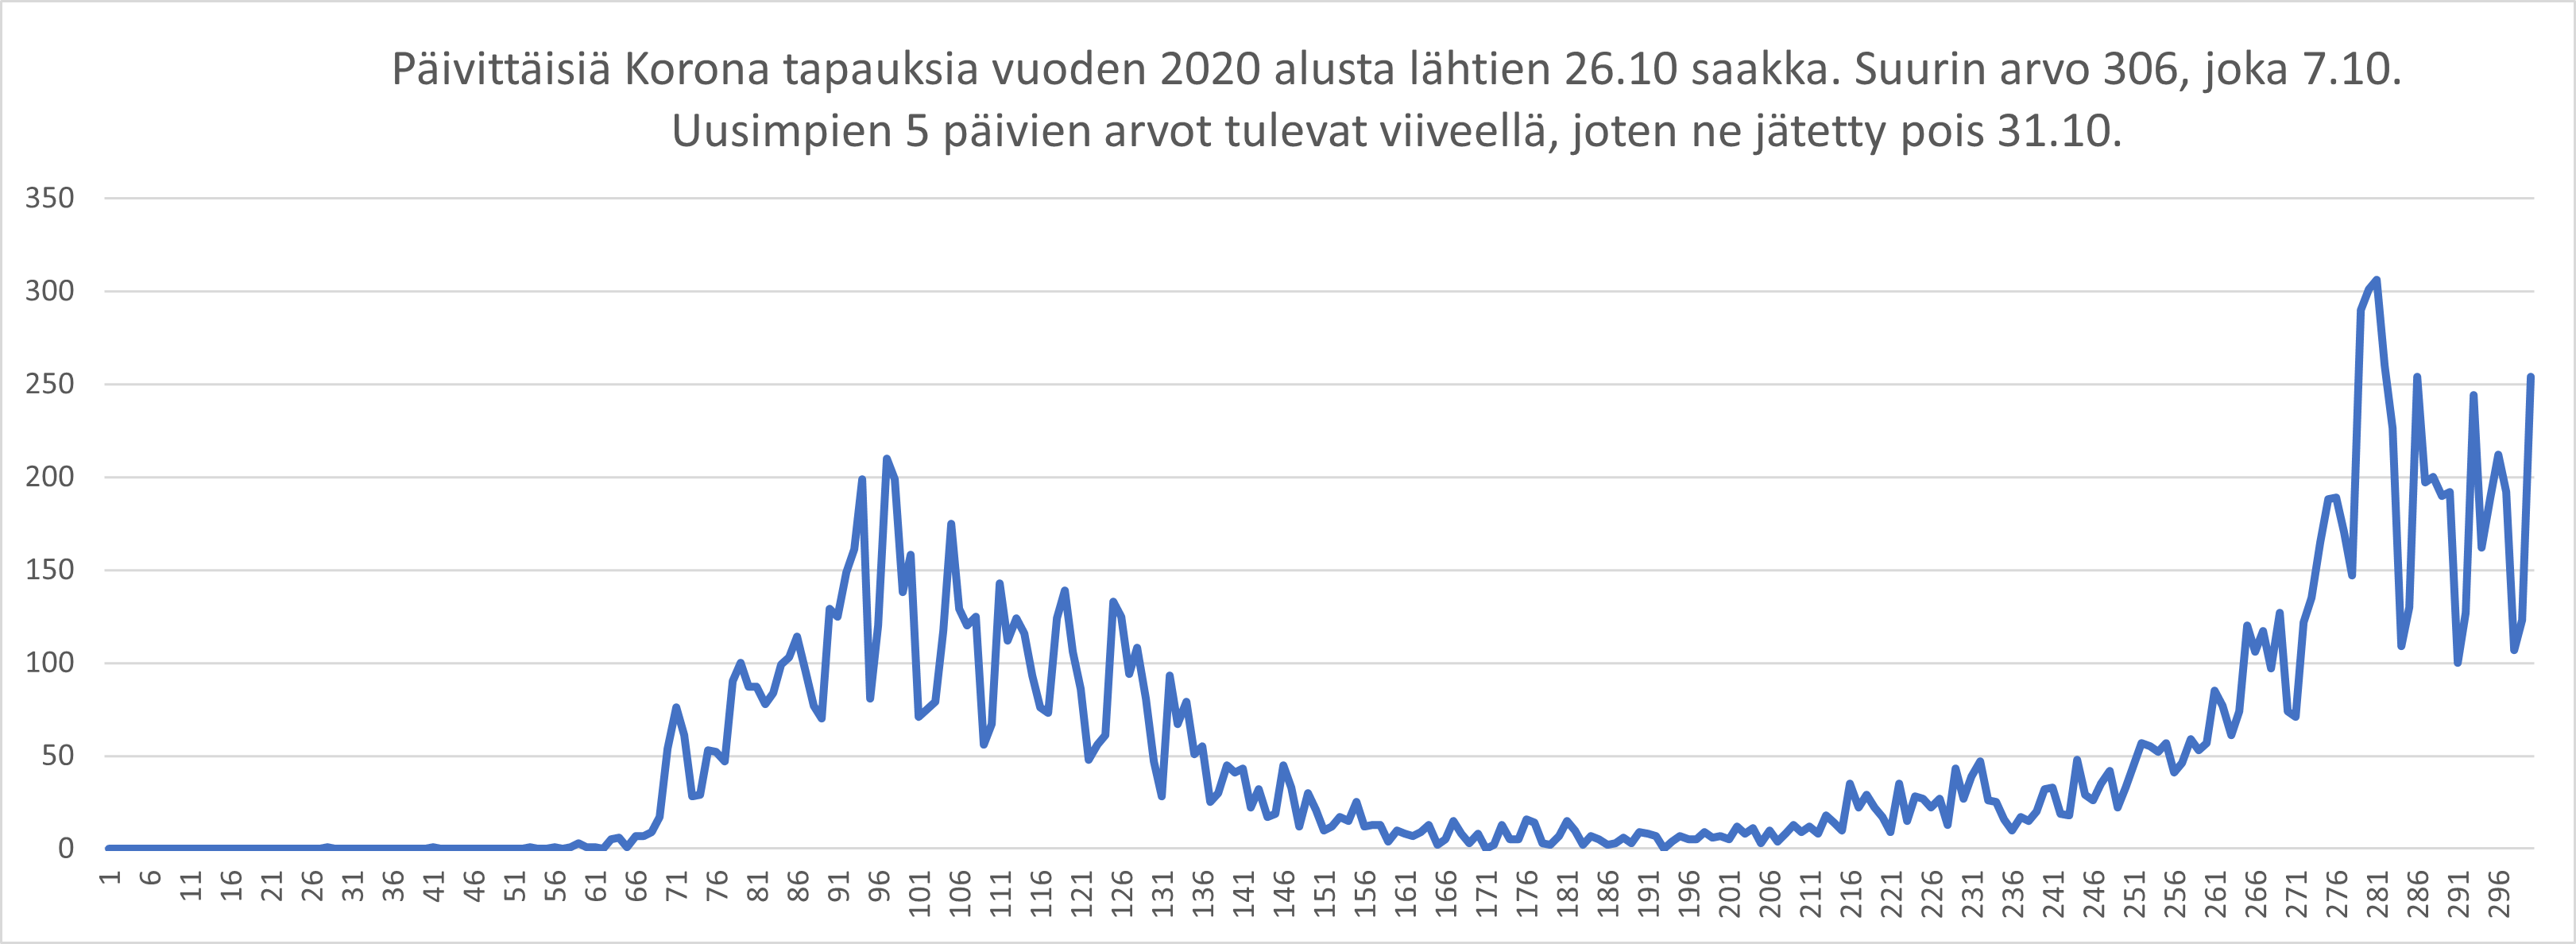 Päivittäisiä Korona tapauksia vuoden 2020 alusta lähtien 26.10 saakka. Suurin arvo 306, joka 7.10.
Uusimpien 5 päivien arvot tulevat viiveellä, joten ne jätetty pois 31.10.
350
300
250
200
150
100
50
0
1 6 11 16 21 26 31 36 41 46 51 56 61 66 71 76 81 86 91 96 101 106 111 116 121 126 131 136 141 146 151 156 161 166 171 176 181 186 191 196 201 206 211 216 221 226 231 236 241 246 251 256 261 266 271 276 281 286 291 296